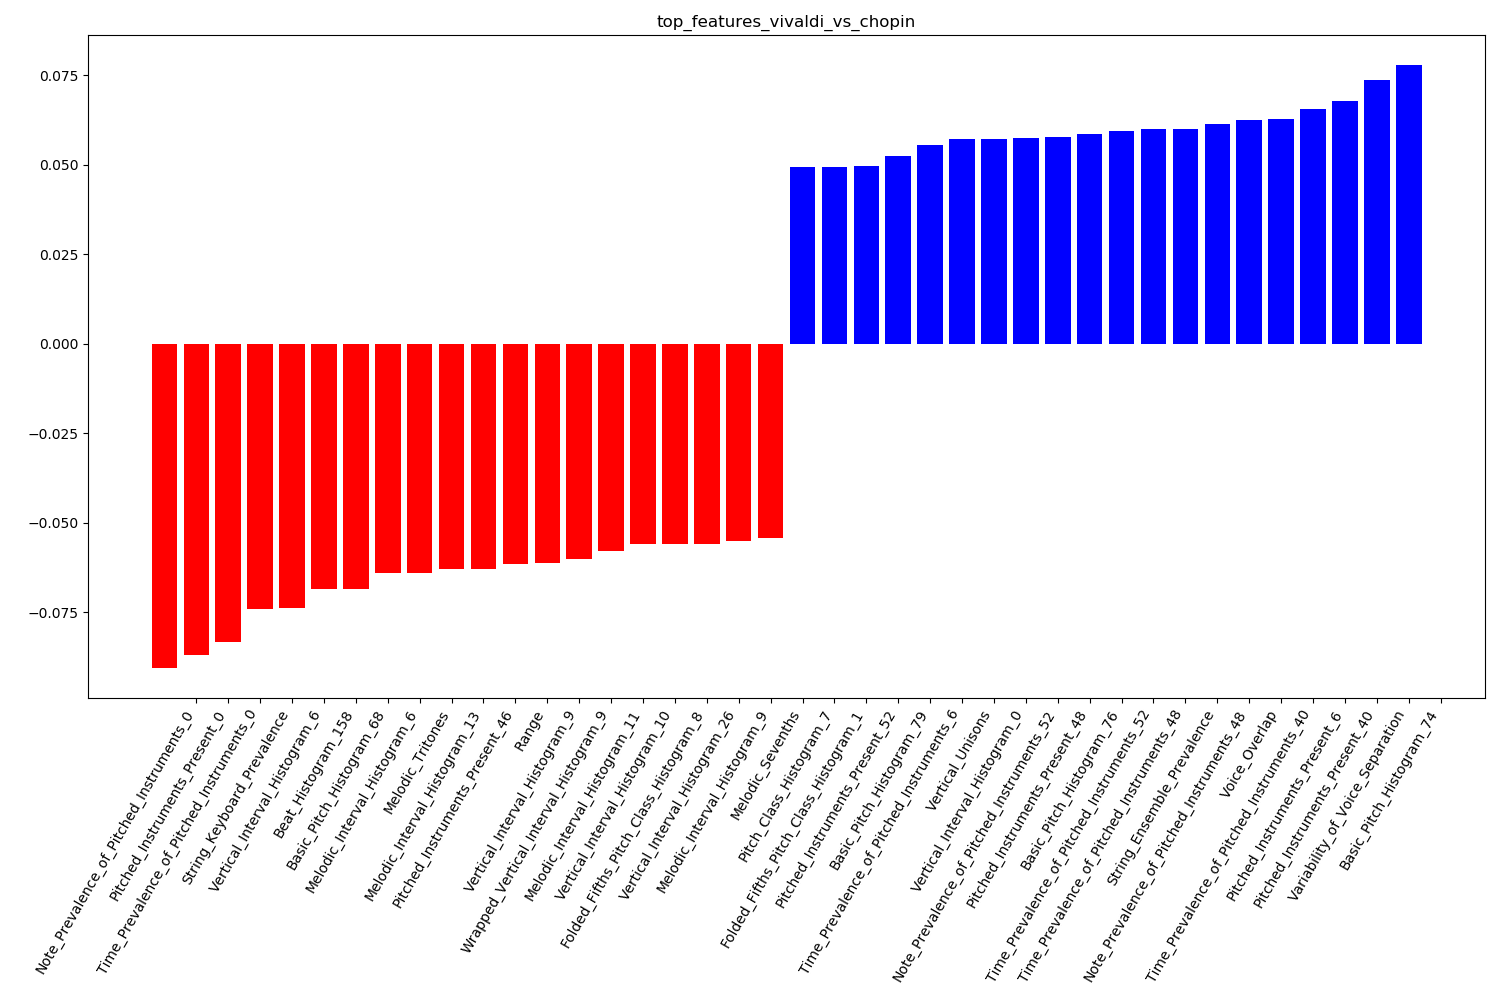 top_features_vivaldi_vs_chopin
0.075
0.050
0.025
0.000
−0.025
−0.050
−0.075
Note_Prevalence_of_Pitched_Instruments_0
Pitched_Instruments_Present_0
Time_Prevalence_of_Pitched_Instruments_0
String_Keyboard_Prevalence
Vertical_Interval_Histogram_6
Beat_Histogram_158
Basic_Pitch_Histogram_68
Melodic_Interval_Histogram_6
Melodic_Tritones
Melodic_Interval_Histogram_13
Pitched_Instruments_Present_46
Range
Vertical_Interval_Histogram_9
Wrapped_Vertical_Interval_Histogram_9
Melodic_Interval_Histogram_11
Vertical_Interval_Histogram_10
Folded_Fifths_Pitch_Class_Histogram_8
Vertical_Interval_Histogram_26
Melodic_Interval_Histogram_9
Melodic_Sevenths
Pitch_Class_Histogram_7
Folded_Fifths_Pitch_Class_Histogram_1
Pitched_Instruments_Present_52
Basic_Pitch_Histogram_79
Time_Prevalence_of_Pitched_Instruments_6
Vertical_Unisons
Vertical_Interval_Histogram_0
Note_Prevalence_of_Pitched_Instruments_52
Pitched_Instruments_Present_48
Basic_Pitch_Histogram_76
Time_Prevalence_of_Pitched_Instruments_52
Time_Prevalence_of_Pitched_Instruments_48
String_Ensemble_Prevalence
Note_Prevalence_of_Pitched_Instruments_48
Voice_Overlap
Time_Prevalence_of_Pitched_Instruments_40
Pitched_Instruments_Present_6
Pitched_Instruments_Present_40
Variability_of_Voice_Separation
Basic_Pitch_Histogram_74